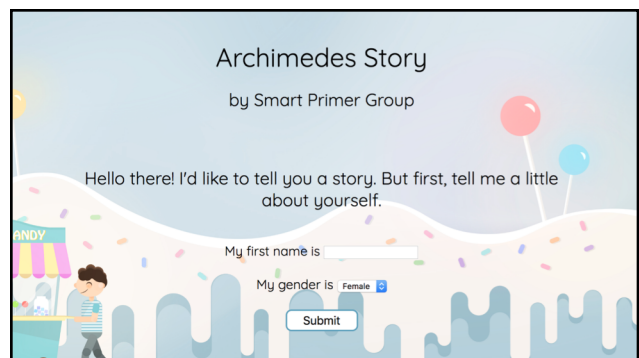 Archimedes Story
by Smart Primer Group
Hello there! I'd like to tell you a story. But first, tell me a little
about yourself.
ANDY
My first name is
My gender is Female
Submit